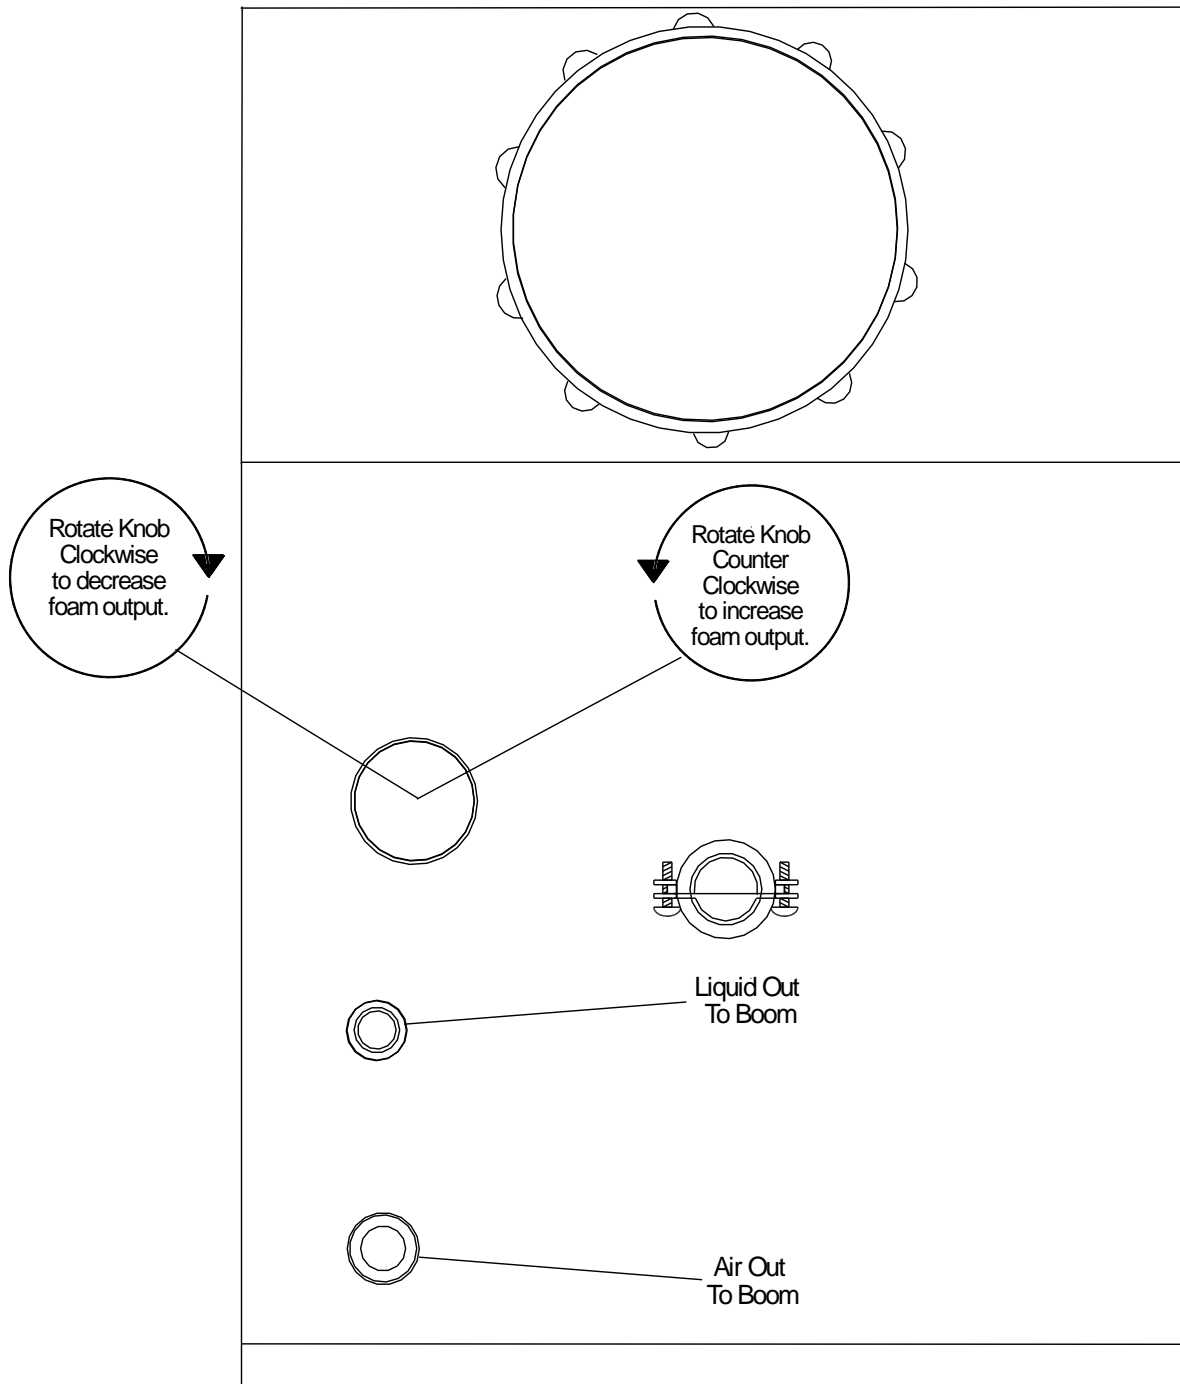 Rotate Knob
Clockwise
to decrease
foam output.
Rotate Knob
Counter
Clockwise
to increase
foam output.
Liquid Out
To Boom
Air Out
To Boom